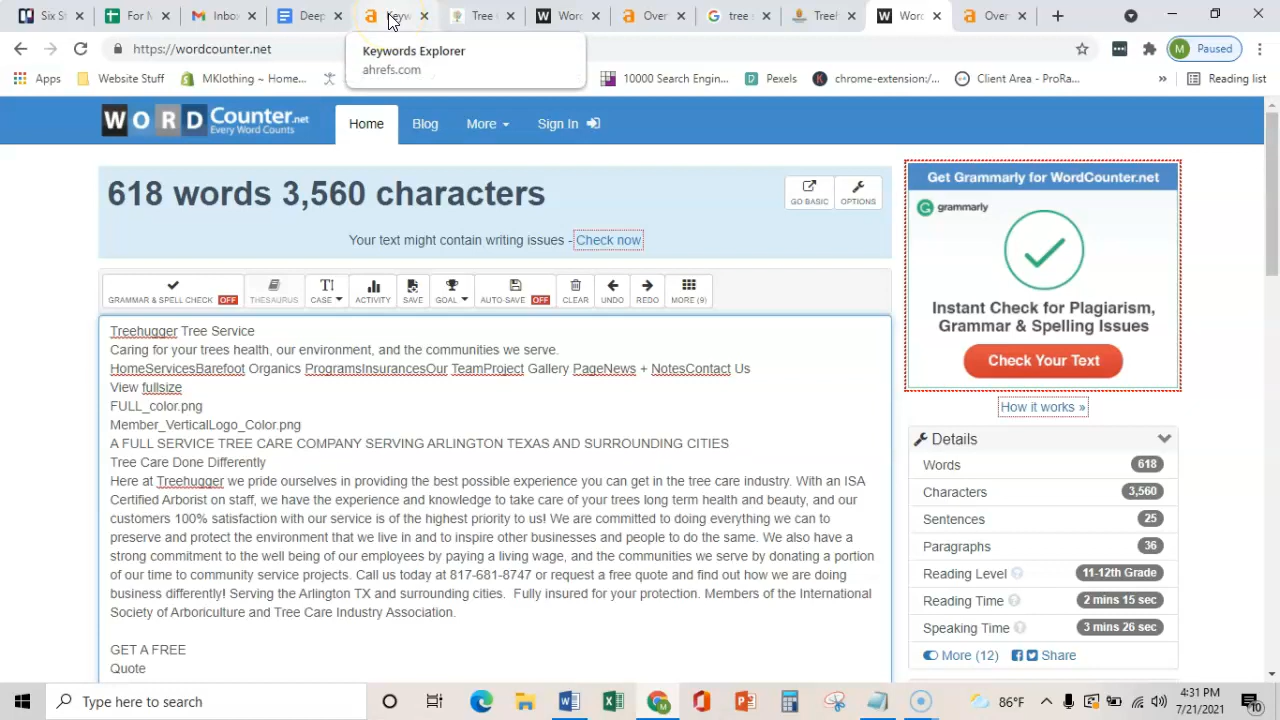 Six S
For M
Inbox
Deep
Keyw
Tree
Word
Over
tree s
Treeh
Word
Over
https://wordcounter.net
Paused
Keywords Explorer
ahrefs.com
Apps
Website Stuff
MKlothing ~ Home...
10000 Search Engin...
Pexels
chrome-extension:/...
Client Area - ProRa...
»
Reading list
WORD Counter.net
Every Word Counts
Home
Blog
More
Sign In
618 words 3,560 characters
GO BASIC
OPTIONS
Your text might contain writing issues - Check now
GRAMMAR & SPELL CHECK OFF
THESAURUS
CASE
ACTIVITY
SAVE
GOAL
AUTO SAVE OFF
CLEAR
UNDO
REDO
MORE (9)
Treehugger Tree Service
Caring for your trees health, our environment, and the communities we serve.
HomeServicesBarefoot Organics ProgramsInsurancesOur TeamProject Gallery PageNews + NotesContact Us
View fullsize
FULL_color.png
Member_VerticalLogo_Color.png
A FULL SERVICE TREE CARE COMPANY SERVING ARLINGTON TEXAS AND SURROUNDING CITIES
Tree Care Done Differently
Here at Treehugger we pride ourselves in providing the best possible experience you can get in the tree care industry. With an ISA
Certified Arborist on staff, we have the experience and knowledge to take care of your trees long term health and beauty, and our
customers 100% satisfaction with our service is of the highest priority to us! We are committed to doing everything we can to
preserve and protect the environment that we live in and to inspire other businesses and people to do the same. We also have a
strong commitment to the well being of our employees by paying a living wage, and the communities we serve by donating a portion
of our time to community service projects. Call us today at 817-681-8747 or request a free quote and find out how we are doing
business differently! Serving the Arlington TX and surrounding cities.  Fully insured for your protection. Members of the International
Society of Arboriculture and Tree Care Industry Association.
GET A FREE
Quote
Get Grammarly for WordCounter.net
grammarly
Instant Check for Plagiarism,
Grammar & Spelling Issues
Check Your Text
How it works »
Details
Words 618
Characters 3,560
Sentences 25
Paragraphs 36
Reading Level 11-12th Grade
Reading Time 2 mins 15 sec
Speaking Time 3 mins 26 sec
More (12)
Share
Type here to search
86°F
4:31 PM
7/21/2021
10